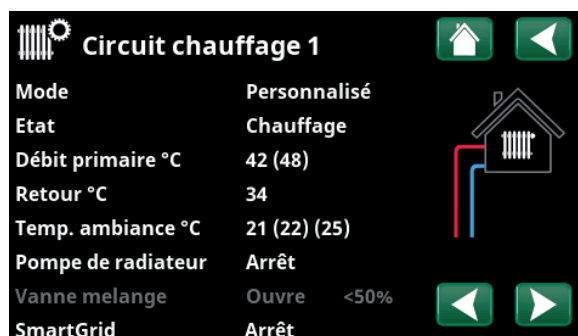 Circuit chauffage 1
Mode Personnalisé
Etat Chauffage
Débit primaire °C 42 (48)
Retour °C 34
Temp. ambiance °C 21 (22) (25)
Pompe de radiateur Arrêt
Vanne melange Ouvre <50%
SmartGrid Arrêt